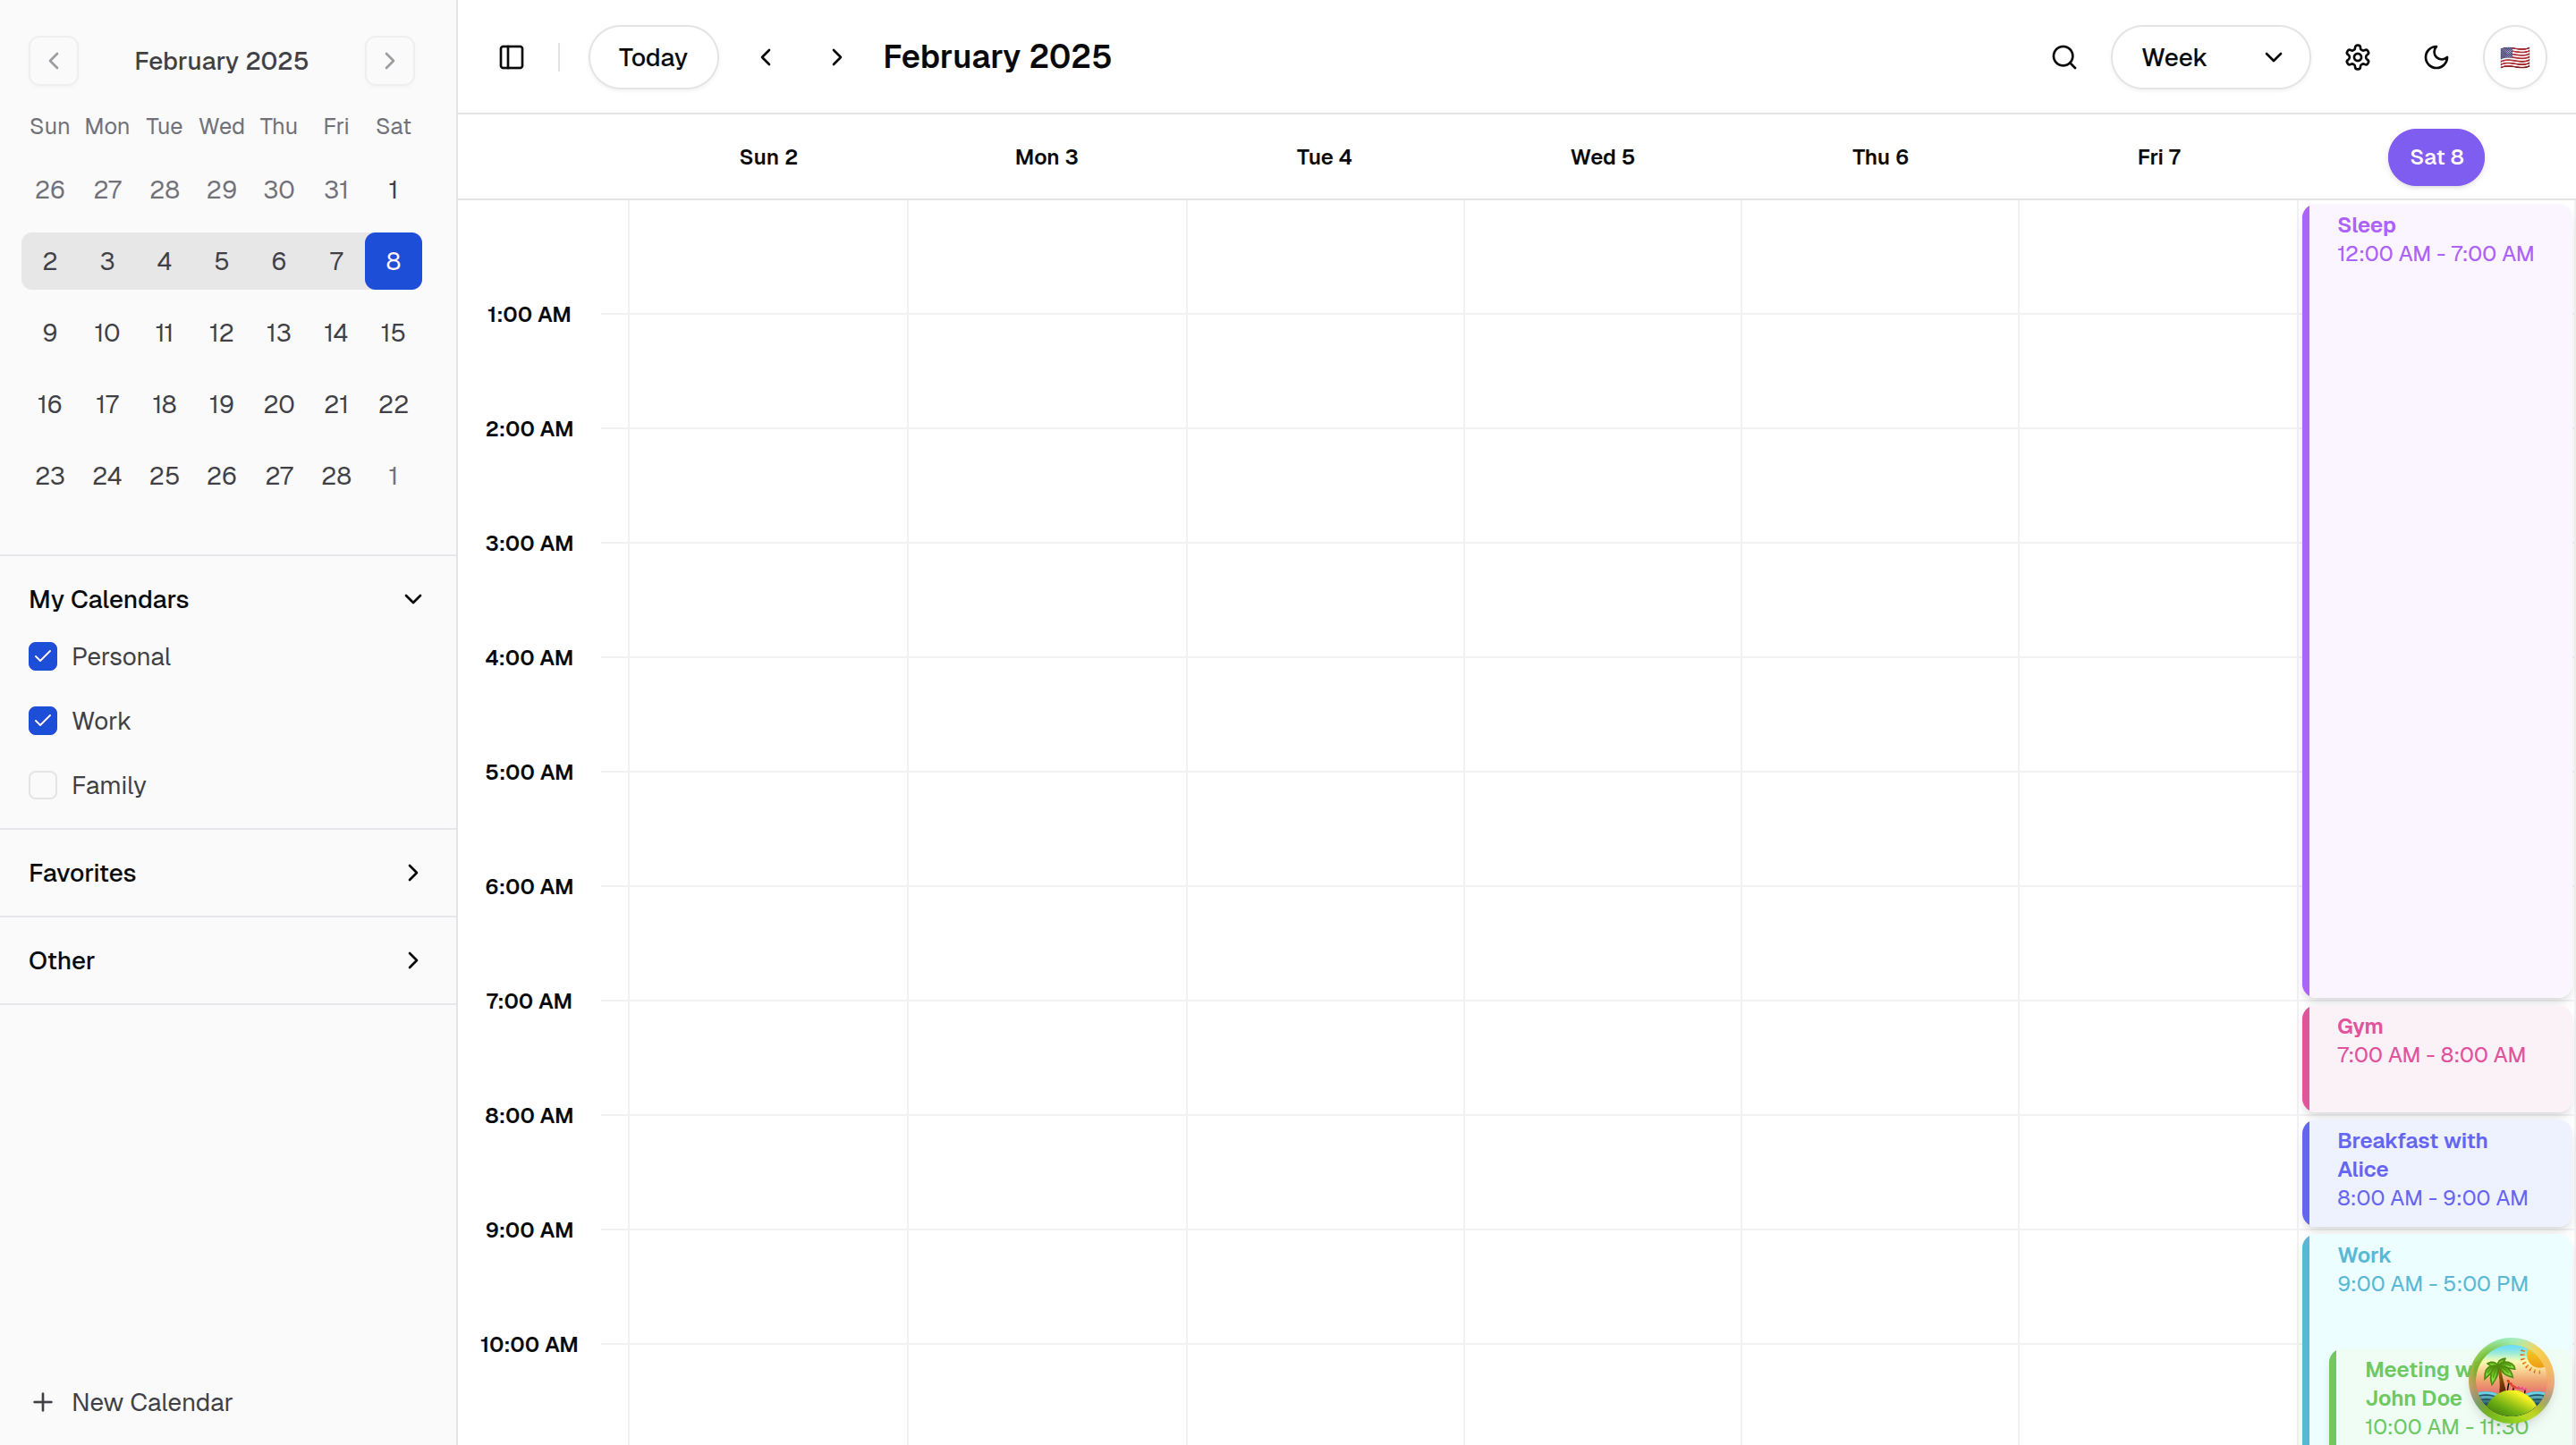 February 2025
Sun Mon Tue Wed Thu Fri Sat
26 27 28 29 30 31 1
2 3 4 5 6 7 8
9 10 11 12 13 14 15
16 17 18 19 20 21 22
23 24 25 26 27 28 1
My Calendars
Personal
Work
Family
Favorites
Other
New Calendar
Today
February 2025
Week
Sun 2 Mon 3 Tue 4 Wed 5 Thu 6 Fri 7 Sat 8
1:00 AM
2:00 AM
3:00 AM
4:00 AM
5:00 AM
6:00 AM
7:00 AM
8:00 AM
9:00 AM
10:00 AM
Sleep
12:00 AM - 7:00 AM
Gym
7:00 AM - 8:00 AM
Breakfast with
Alice
8:00 AM - 9:00 AM
Work
9:00 AM - 5:00 PM
Meeting
John Doe
10:00 AM - 11:30